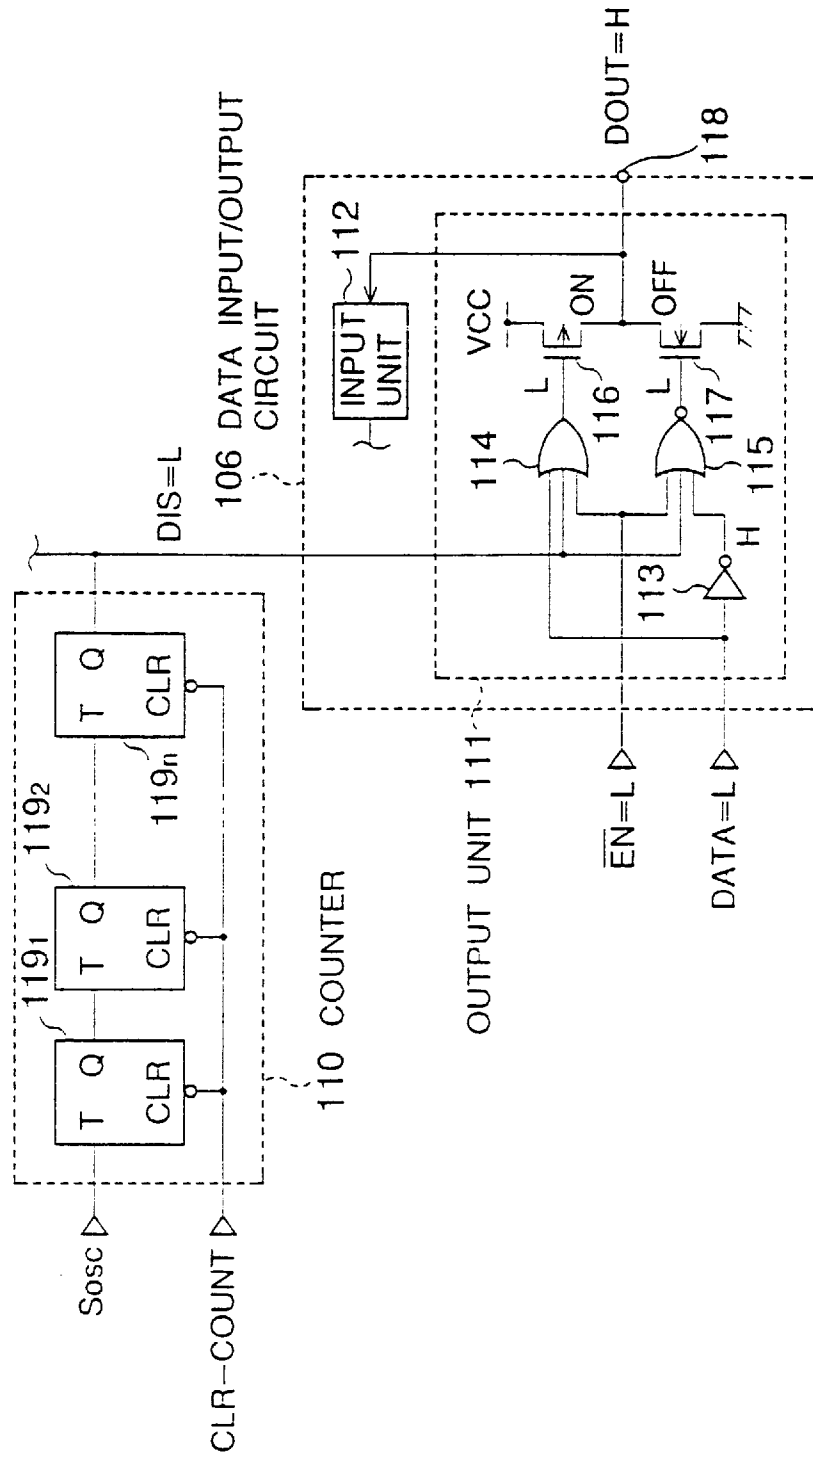 Sosc
CLR-COUNT
T Q
CLR
119₁
T Q
CLR
119₂
T Q
CLR
119n
110 COUNTER
DIS=L
106 DATA INPUT/OUTPUT
CIRCUIT
INPUT
UNIT
112
OUTPUT UNIT 111
E̅N̅=L
DATA=L
113
H
114
115
L
116
L
117
VCC
ON
OFF
118
DOUT=H